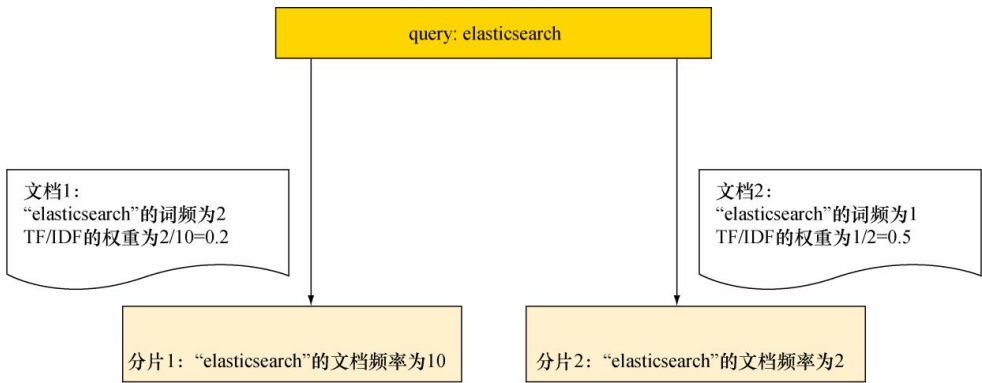 query: elasticsearch
文档1：
“elasticsearch”的词频为2
TF/IDF的权重为2/10=0.2
文档2：
“elasticsearch”的词频为1
TF/IDF的权重为1/2=0.5
分片1：“elasticsearch”的文档频率为10
分片2：“elasticsearch”的文档频率为2